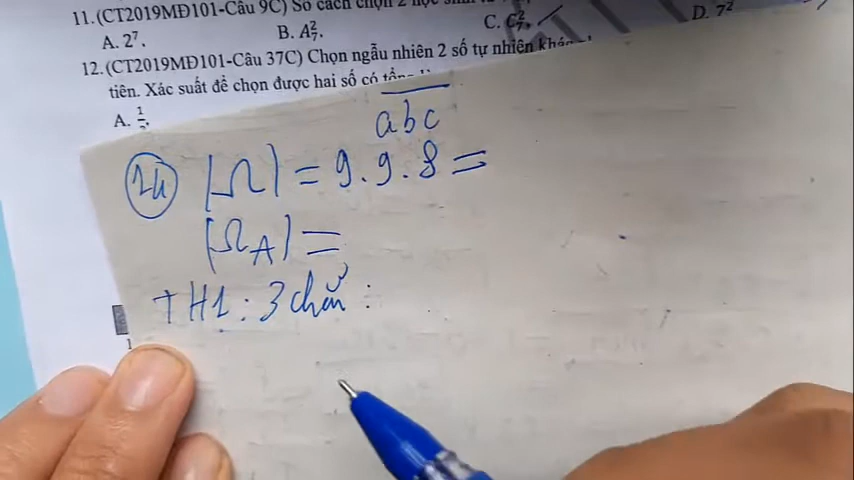 11.(CT2019MĐ101-Câu 9C) Số cách chọn 2 học sinh
A. 2⁷. B. A₇². C. C₇². D. 7²
12.(CT2019MĐ101-Câu 37C) Chọn ngẫu nhiên 2 số tự nhiên khác
tiên. Xác suất để chọn được hai số có tổng
A. 1
abc
24 |Ω| = 9.9.8 =
|Ω_A| =
+ H1: 3 chẵn: